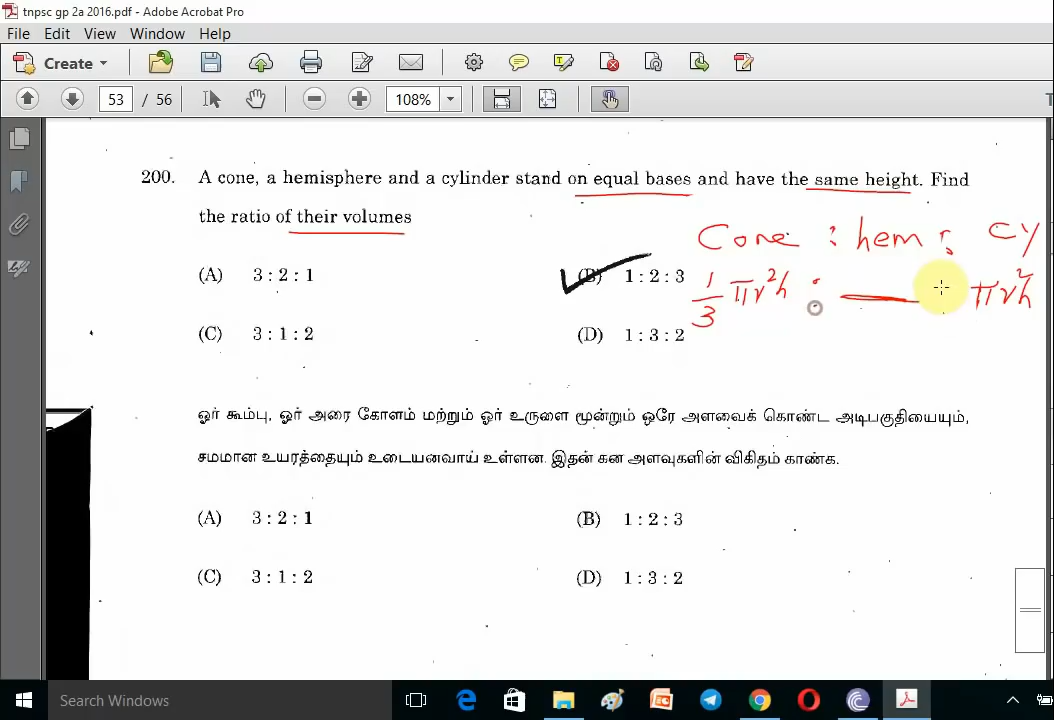 tnpsc gp 2a 2016.pdf - Adobe Acrobat Pro
File Edit View Window Help
Create
53 / 56 108%
200. A cone, a hemisphere and a cylinder stand on equal bases and have the same height. Find
the ratio of their volumes
Cone : hem : Cy
(A) 3 : 2 : 1 (B) 1 : 2 : 3
1/3 πr²h : πr²h
(C) 3 : 1 : 2 (D) 1 : 3 : 2
ஓர் கூம்பு, ஓர் அரை கோளம் மற்றும் ஓர் உருளை மூன்றும் ஒரே அளவைக் கொண்ட அடிபகுதியையும்,
சமமான உயரத்தையும் உடையனவாய் உள்ளன. இதன் கன அளவுகளின் விகிதம் காண்க.
(A) 3 : 2 : 1 (B) 1 : 2 : 3
(C) 3 : 1 : 2 (D) 1 : 3 : 2
Search Windows